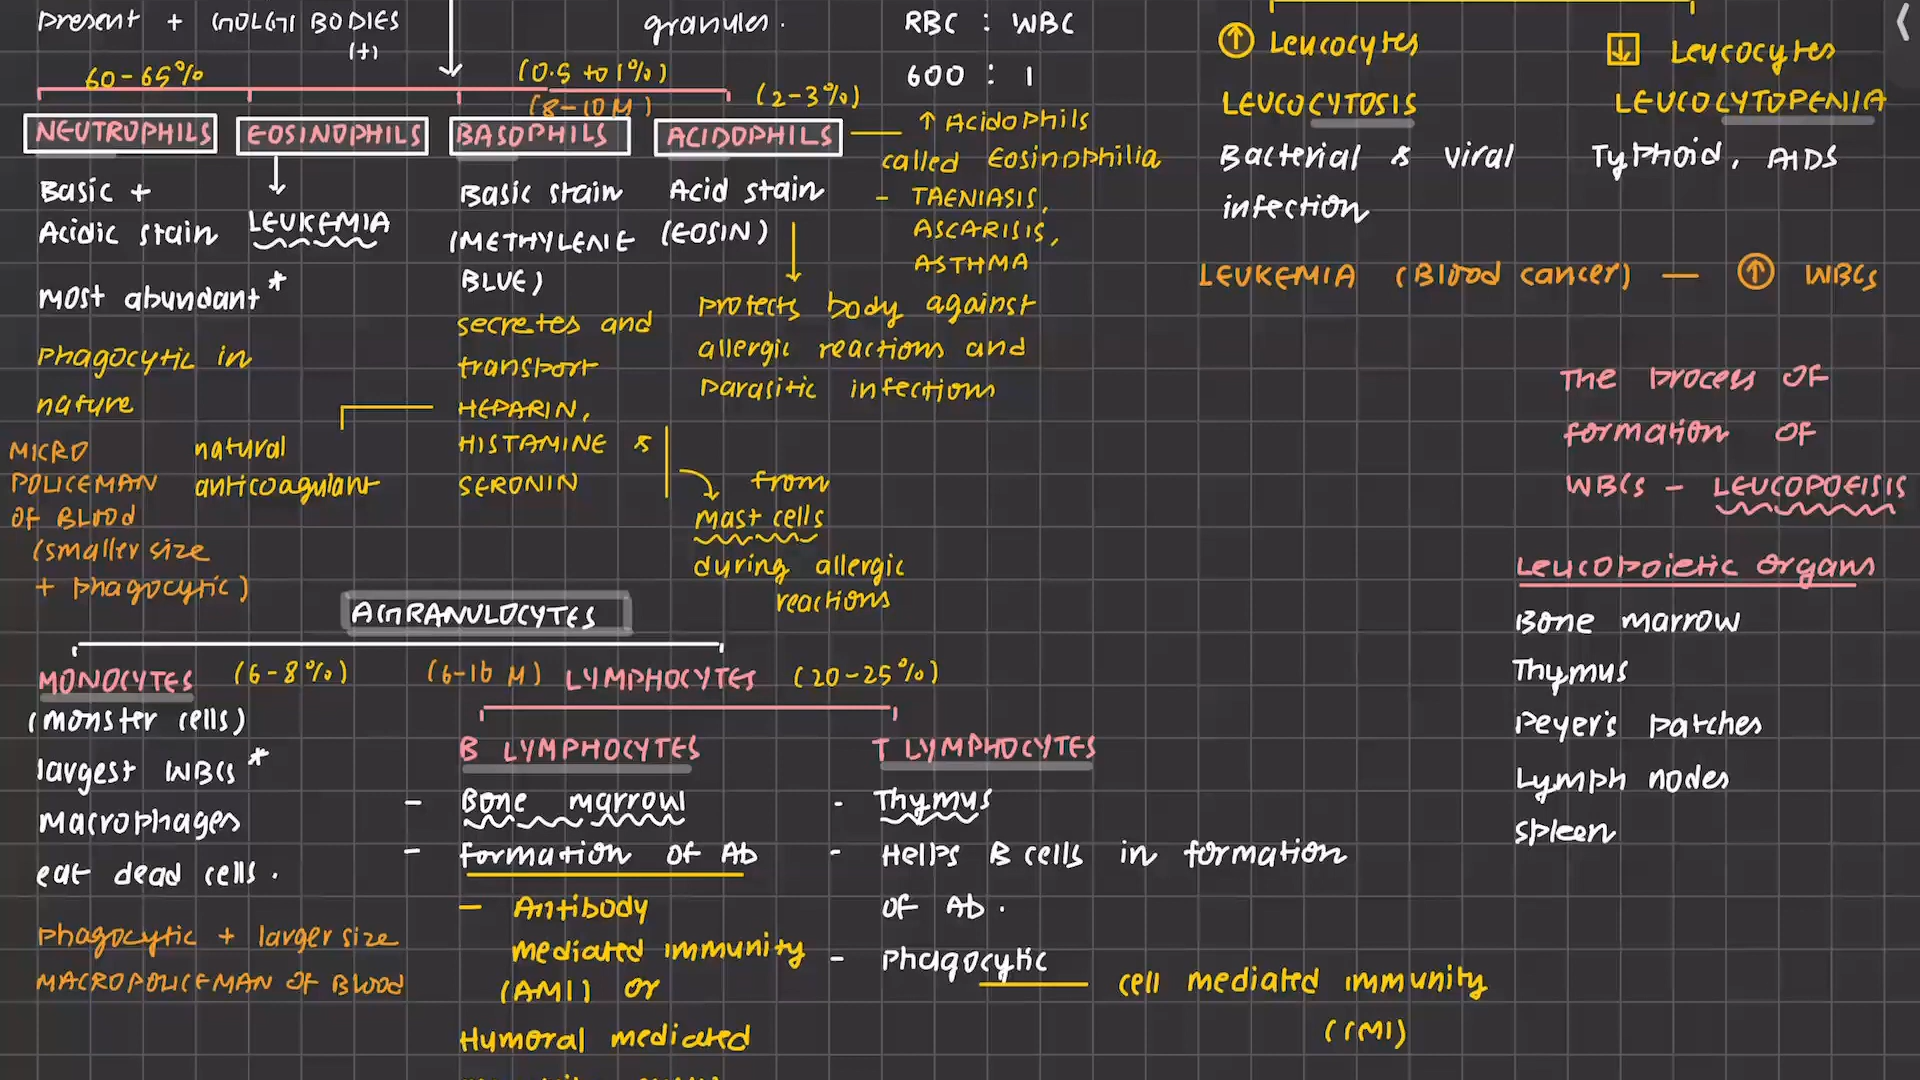 present + GOLGI BODIES
(+)
granules.
RBC : WBC
600 : 1
60-65%
(0.5 to 1%)
(8-10 M)
(2-3%)
NEUTROPHILS
EOSINOPHILS
BASOPHILS
ACIDOPHILS
Basic +
Acidic stain
most abundant*
Phagocytic in
nature
MICRO
POLICEMAN
OF Blood
(smaller size
+ phagocytic)
LEUKEMIA
Basic stain
(METHYLENE
BLUE)
secretes and
transport
HEPARIN,
HISTAMINE &
SERONIN
natural
anticoagulant
from
mast cells
during allergic
reactions
Acid stain
(EOSIN)
protects body against
allergic reactions and
parasitic infections
↑ Acidophils
called Eosinophilia
- TAENIASIS,
ASCARISIS,
ASTHMA
↑ Leucocytes
LEUCOCYTOSIS
Bacterial & viral
infection
↓ Leucocytes
LEUCOCYTOPENIA
Typhoid, AIDS
LEUKEMIA (Blood cancer) — ↑ WBCs
The process of
formation of
WBCs - LEUCOPOEISIS
Leucopoietic organs
Bone marrow
Thymus
Peyer's patches
Lymph nodes
Spleen
AGRANULOCYTES
MONOCYTES (6-8%)
(monster cells)
largest WBCs*
macrophages
eat dead cells.
Phagocytic + larger size
MACROPOLICEMAN OF Blood
(6-16 M) LYMPHOCYTES (20-25%)
B LYMPHOCYTES
- Bone marrow
- formation of Ab
- Antibody
mediated immunity
(AMI) or
Humoral mediated
T LYMPHOCYTES
- Thymus
- Helps B cells in formation
of Ab.
- Phagocytic — cell mediated immunity
(CMI)